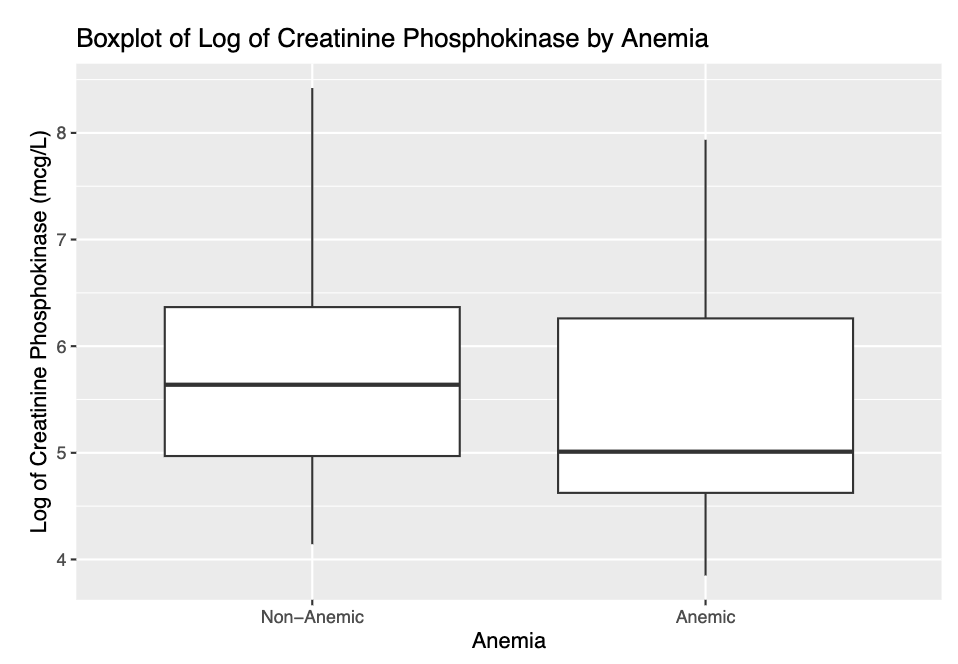 Boxplot of Log of Creatinine Phosphokinase by Anemia
Log of Creatinine Phosphokinase (mcg/L)
8
7
6
5
4
Non−Anemic
Anemic
Anemia